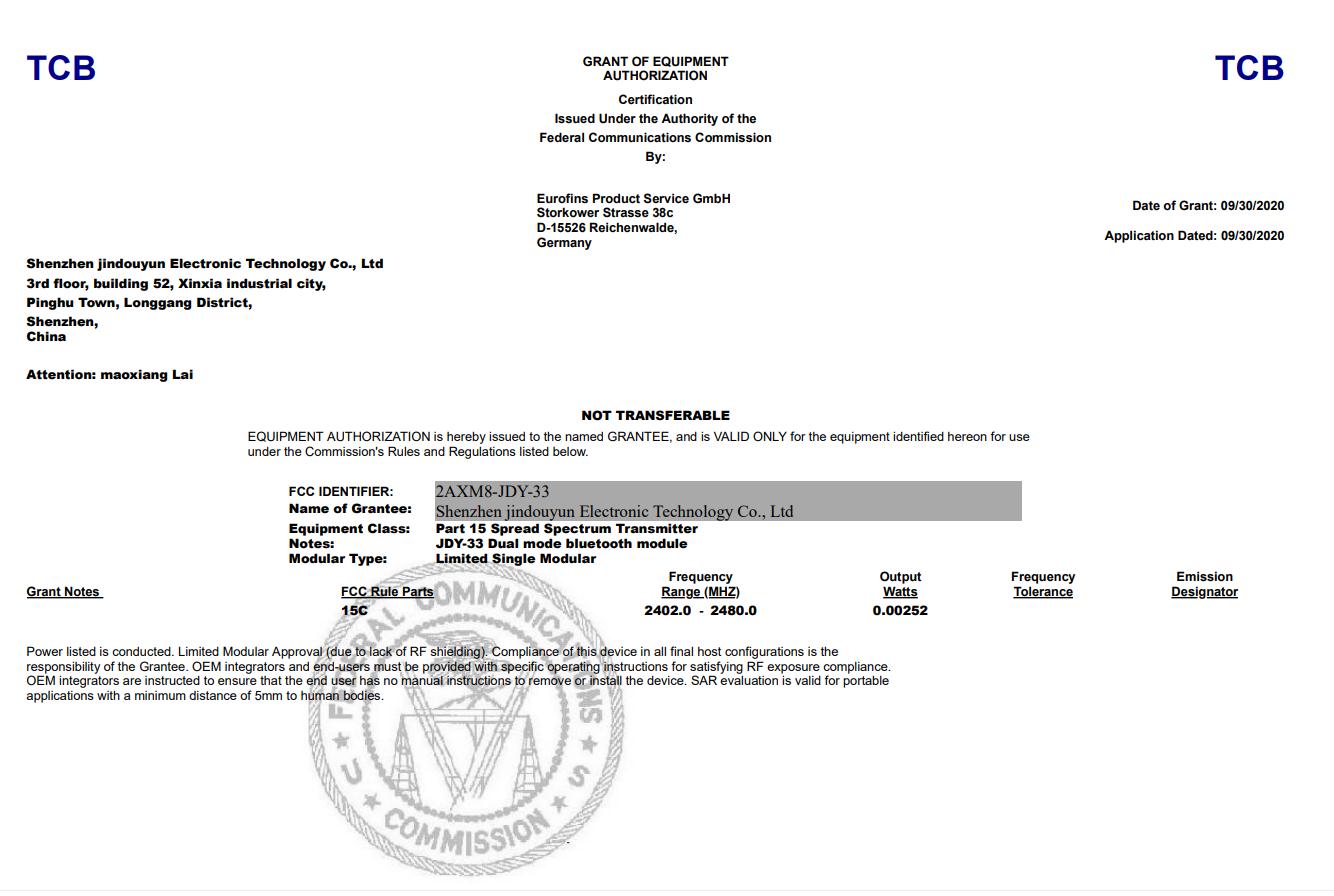 TCB
TCB
GRANT OF EQUIPMENT
AUTHORIZATION
Certification
Issued Under the Authority of the
Federal Communications Commission
By:
Eurofins Product Service GmbH
Storkower Strasse 38c
D-15526 Reichenwalde,
Germany
Date of Grant: 09/30/2020
Application Dated: 09/30/2020
Shenzhen jindouyun Electronic Technology Co., Ltd
3rd floor, building 52, Xinxia industrial city,
Pinghu Town, Longgang District,
Shenzhen,
China
Attention: maoxiang Lai
NOT TRANSFERABLE
EQUIPMENT AUTHORIZATION is hereby issued to the named GRANTEE, and is VALID ONLY for the equipment identified hereon for use
under the Commission's Rules and Regulations listed below.
FCC IDENTIFIER: 2AXM8-JDY-33
Name of Grantee: Shenzhen jindouyun Electronic Technology Co., Ltd
Equipment Class: Part 15 Spread Spectrum Transmitter
Notes: JDY-33 Dual mode bluetooth module
Modular Type: Limited Single Modular
Frequency Output Frequency Emission
Grant Notes FCC Rule Parts Range (MHZ) Watts Tolerance Designator
15C 2402.0 - 2480.0 0.00252
Power listed is conducted. Limited Modular Approval (due to lack of RF shielding). Compliance of this device in all final host configurations is the
responsibility of the Grantee. OEM integrators and end-users must be provided with specific operating instructions for satisfying RF exposure compliance.
OEM integrators are instructed to ensure that the end user has no manual instructions to remove or install the device. SAR evaluation is valid for portable
applications with a minimum distance of 5mm to human bodies.
FEDERAL COMMUNICATIONS
U S
COMMISSION